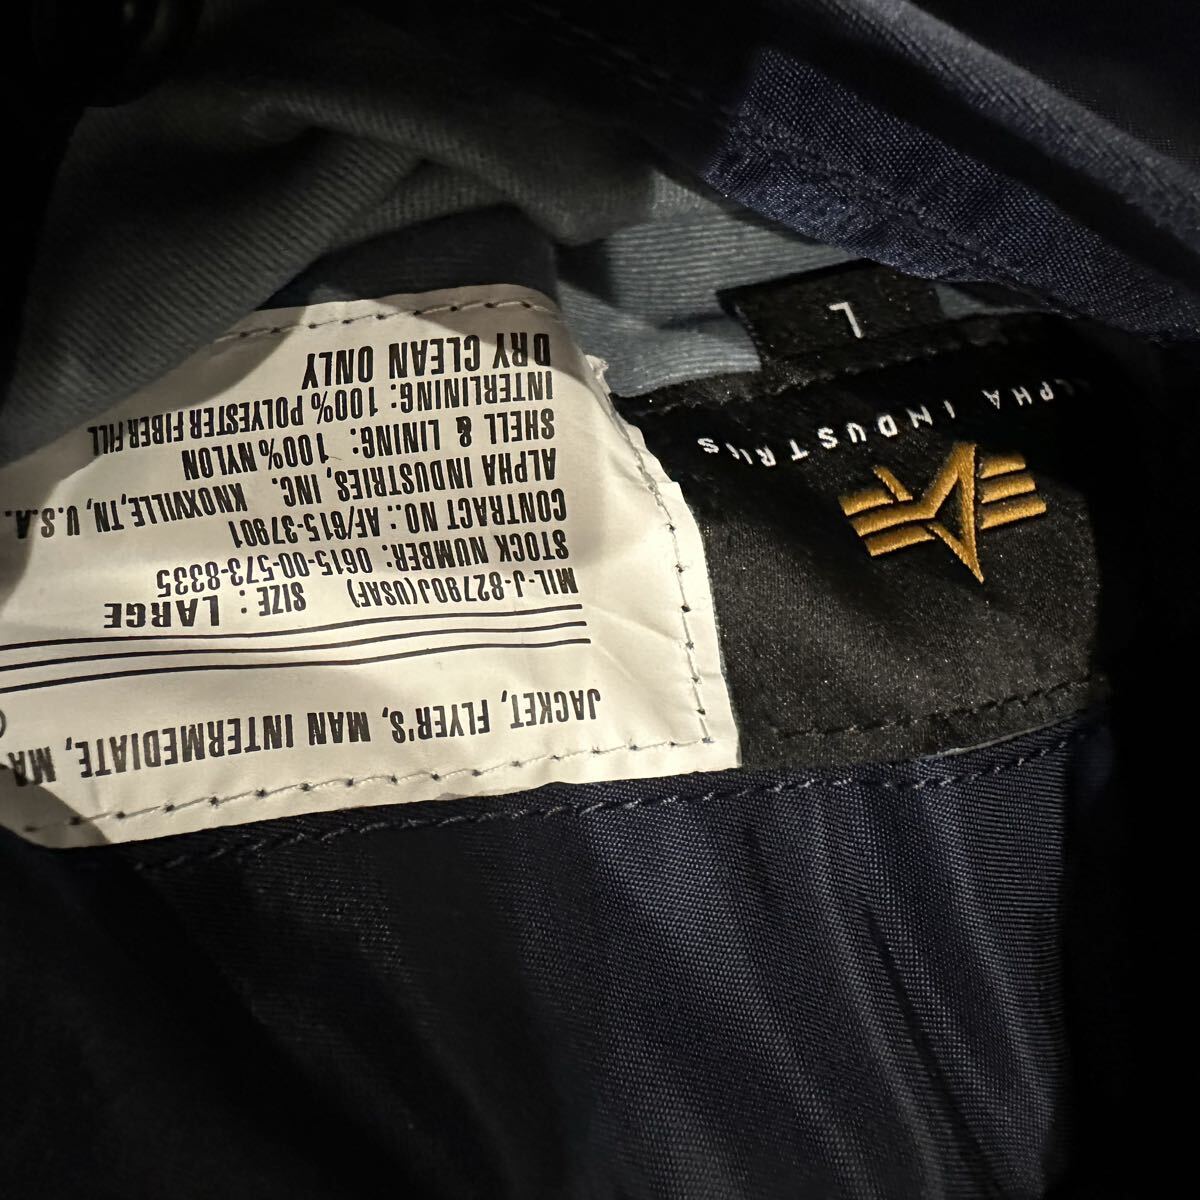 JACKET, FLYER'S, MAN INTERMEDIATE, MA
MIL-J-82790J(USAF) SIZE: LARGE
STOCK NUMBER: 0615-00-573-8335
CONTRACT NO.: AF/615-37901
ALPHA INDUSTRIES, INC. KNOXVILLE, TN, U.S.A.
SHELL & LINING: 100% NYLON
INTERLINING: 100% POLYESTER FIBER FILL
DRY CLEAN ONLY
ALPHA INDUSTRIES
L